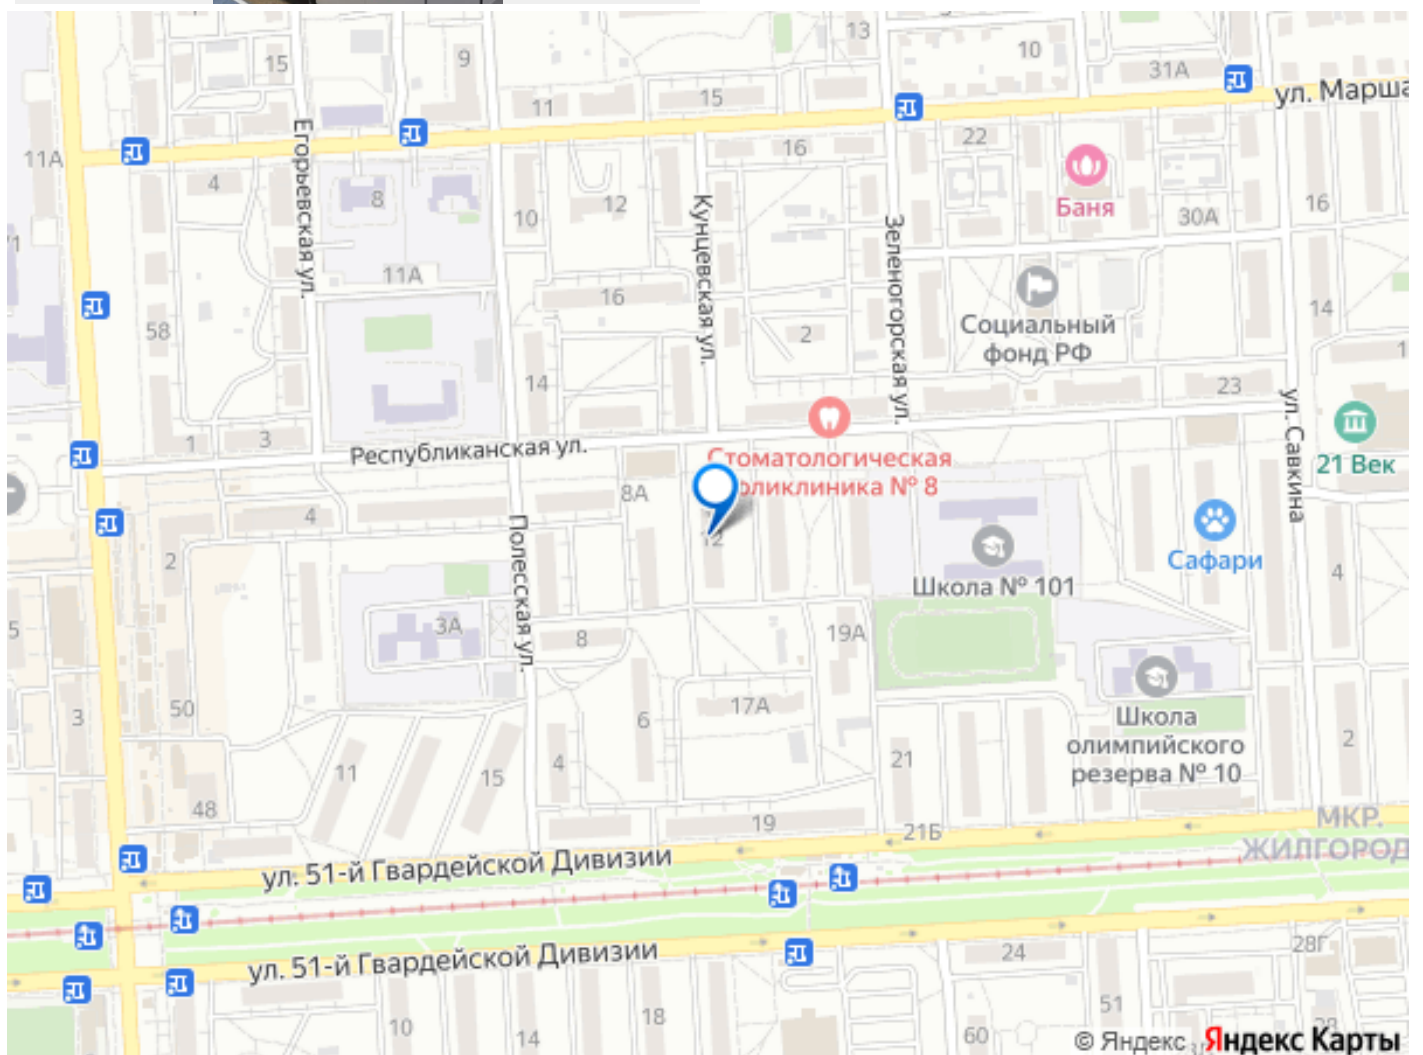 13
10
9
15
31А
ул. Марша
11
15
11А
22
16
4
8
Баня
Егорьевская ул.
10
12
Кунцевская ул.
16
30А
Зеленогорская ул.
11А
16
Социальный
фонд РФ
14
58
2
14
23
ул. Савкина
1
3
Республиканская ул.
Стоматологическая
поликлиника № 8
21 Век
8А
4
Полесская ул.
12
2
Школа № 101
Сафари
4
5
3А
8
19А
50
3
6
17А
Школа
олимпийского
резерва № 10
2
11
15
4
21
48
19
21Б
МКР.
ЖИЛГОРОД
ул. 51-й Гвардейской Дивизии
ул. 51-й Гвардейской Дивизии
24
28Г
10
14
18
51
60
© Яндекс
Яндекс Карты